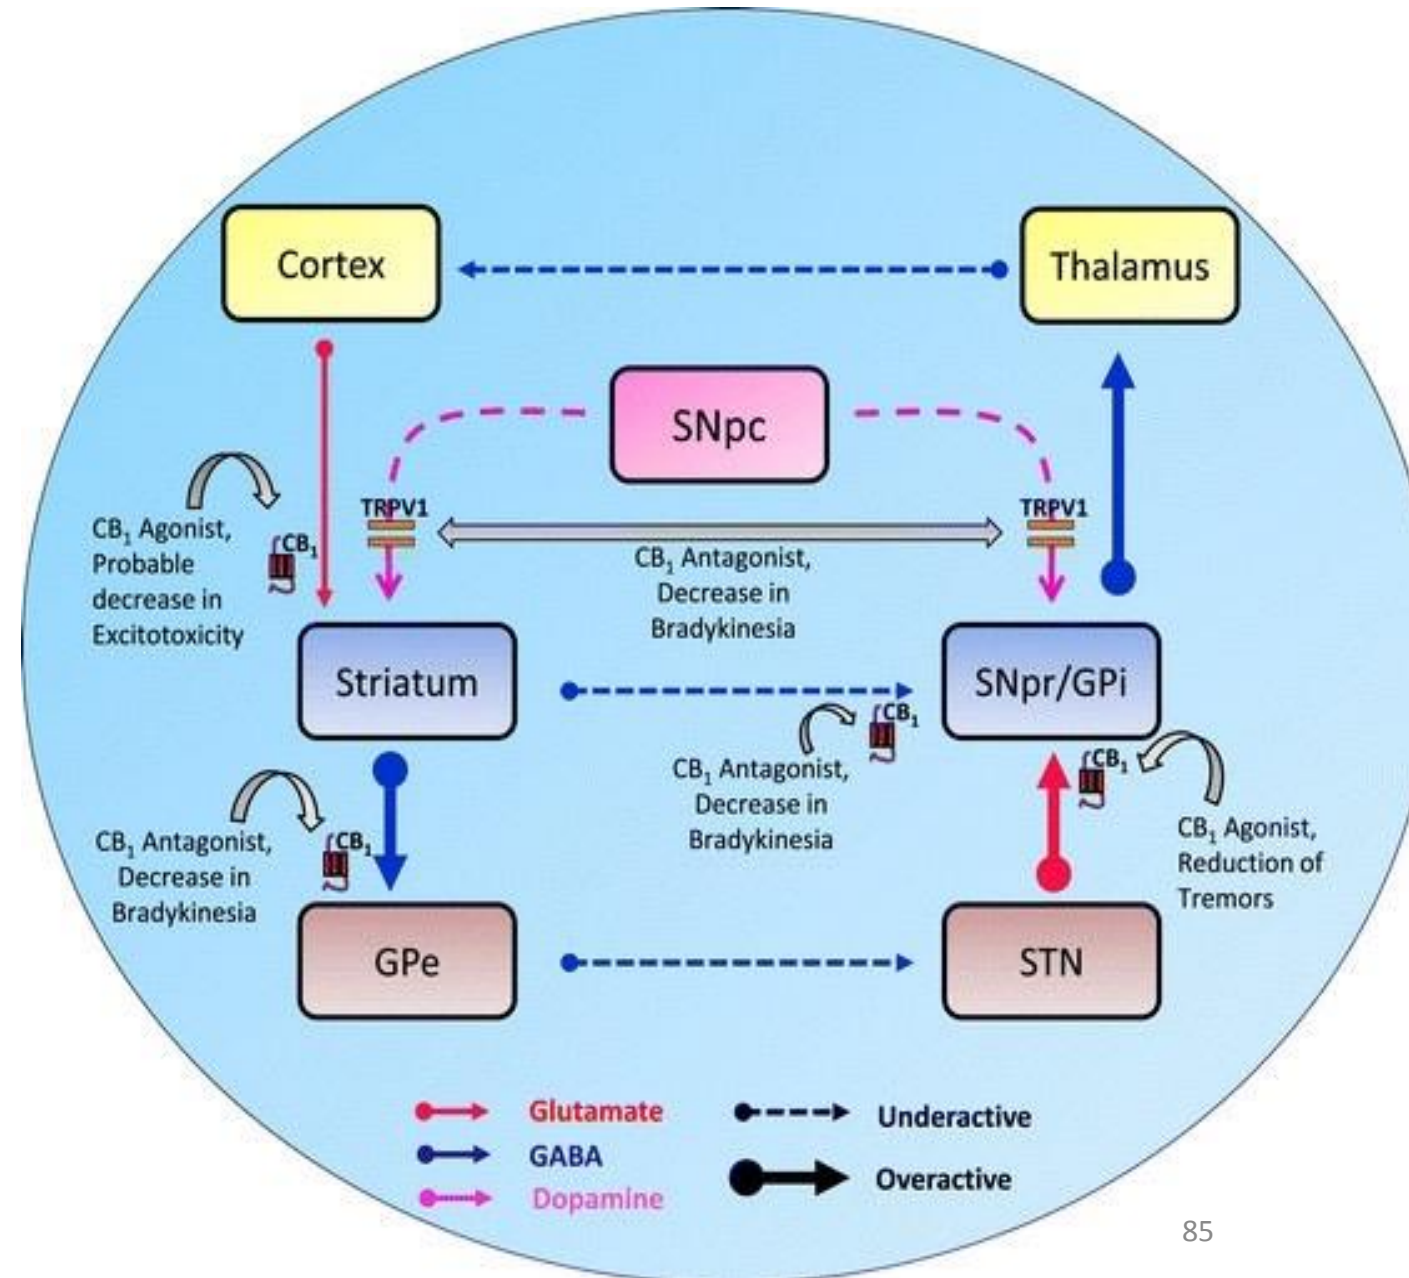 Cortex
Thalamus
SNpc
TRPV1
TRPV1
CB₁ Agonist,
Probable
decrease in
Excitotoxicity
CB₁
CB₁ Antagonist,
Decrease in
Bradykinesia
Striatum
SNpr/GPi
CB₁
CB₁ Antagonist,
Decrease in
Bradykinesia
CB₁
CB₁ Agonist,
Reduction of
Tremors
CB₁ Antagonist,
Decrease in
Bradykinesia
CB₁
GPe
STN
Glutamate
GABA
Dopamine
Underactive
Overactive
85